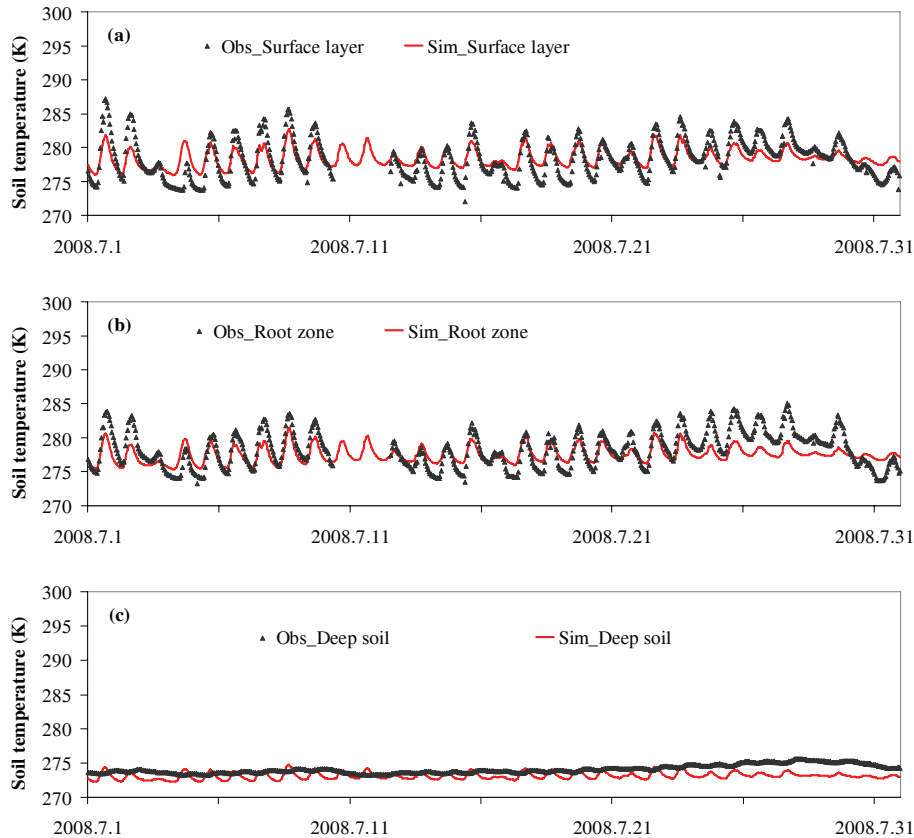 (a)
Obs_Surface layer
Sim_Surface layer
Soil temperature (K)
300
295
290
285
280
275
270
2008.7.1
2008.7.11
2008.7.21
2008.7.31
(b)
Obs_Root zone
Sim_Root zone
Soil temperature (K)
300
295
290
285
280
275
270
2008.7.1
2008.7.11
2008.7.21
2008.7.31
(c)
Obs_Deep soil
Sim_Deep soil
Soil temperature (K)
300
295
290
285
280
275
270
2008.7.1
2008.7.11
2008.7.21
2008.7.31